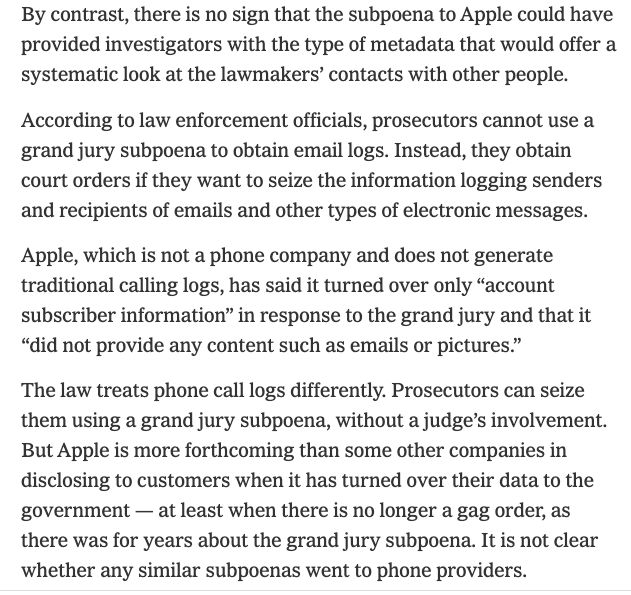 By contrast, there is no sign that the subpoena to Apple could have
provided investigators with the type of metadata that would offer a
systematic look at the lawmakers’ contacts with other people.
According to law enforcement officials, prosecutors cannot use a
grand jury subpoena to obtain email logs. Instead, they obtain
court orders if they want to seize the information logging senders
and recipients of emails and other types of electronic messages.
Apple, which is not a phone company and does not generate
traditional calling logs, has said it turned over only “account
subscriber information” in response to the grand jury and that it
“did not provide any content such as emails or pictures.”
The law treats phone call logs differently. Prosecutors can seize
them using a grand jury subpoena, without a judge’s involvement.
But Apple is more forthcoming than some other companies in
disclosing to customers when it has turned over their data to the
government — at least when there is no longer a gag order, as
there was for years about the grand jury subpoena. It is not clear
whether any similar subpoenas went to phone providers.